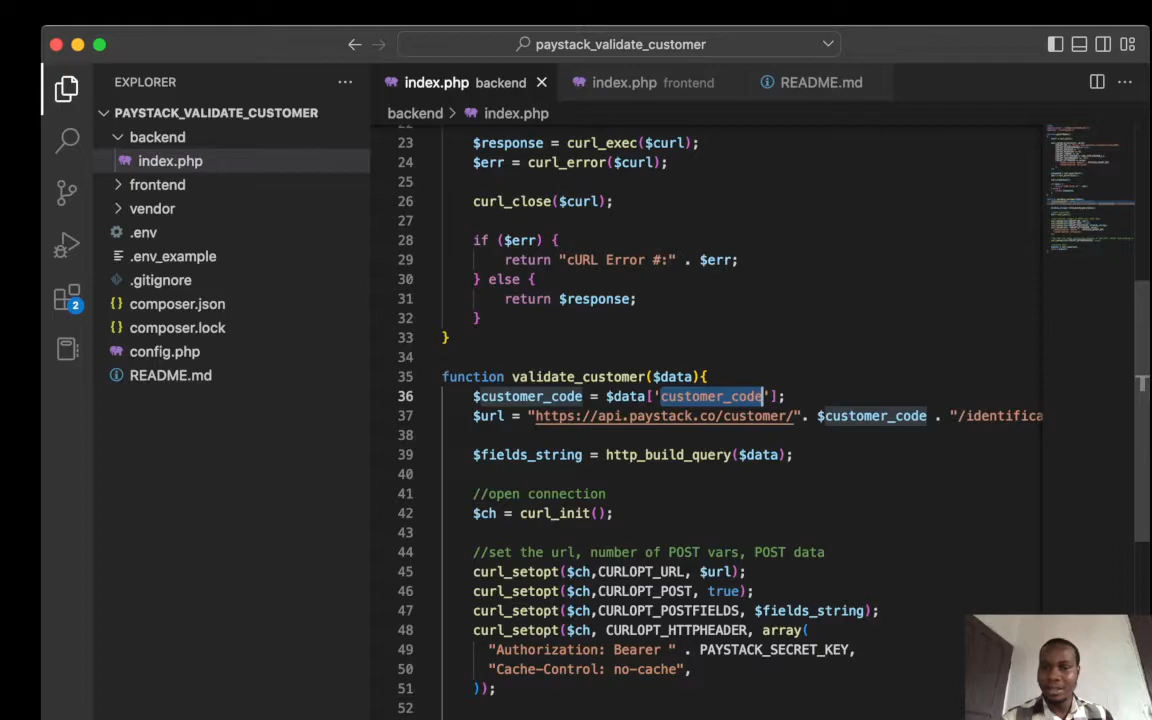 paystack_validate_customer
EXPLORER
index.php backend
index.php frontend
README.md
PAYSTACK_VALIDATE_CUSTOMER
backend > index.php
backend
index.php
frontend
vendor
.env
.env_example
.gitignore
composer.json
composer.lock
config.php
README.md
2
23 $response = curl_exec($curl);
24 $err = curl_error($curl);
25
26 curl_close($curl);
27
28 if ($err) {
29 return "cURL Error #:" . $err;
30 } else {
31 return $response;
32 }
33 }
34
35 function validate_customer($data){
36 $customer_code = $data['customer_code'];
37 $url = "https://api.paystack.co/customer/". $customer_code . "/identifica
38
39 $fields_string = http_build_query($data);
40
41 //open connection
42 $ch = curl_init();
43
44 //set the url, number of POST vars, POST data
45 curl_setopt($ch,CURLOPT_URL, $url);
46 curl_setopt($ch,CURLOPT_POST, true);
47 curl_setopt($ch,CURLOPT_POSTFIELDS, $fields_string);
48 curl_setopt($ch, CURLOPT_HTTPHEADER, array(
49 "Authorization: Bearer " . PAYSTACK_SECRET_KEY,
50 "Cache-Control: no-cache",
51 ));
52